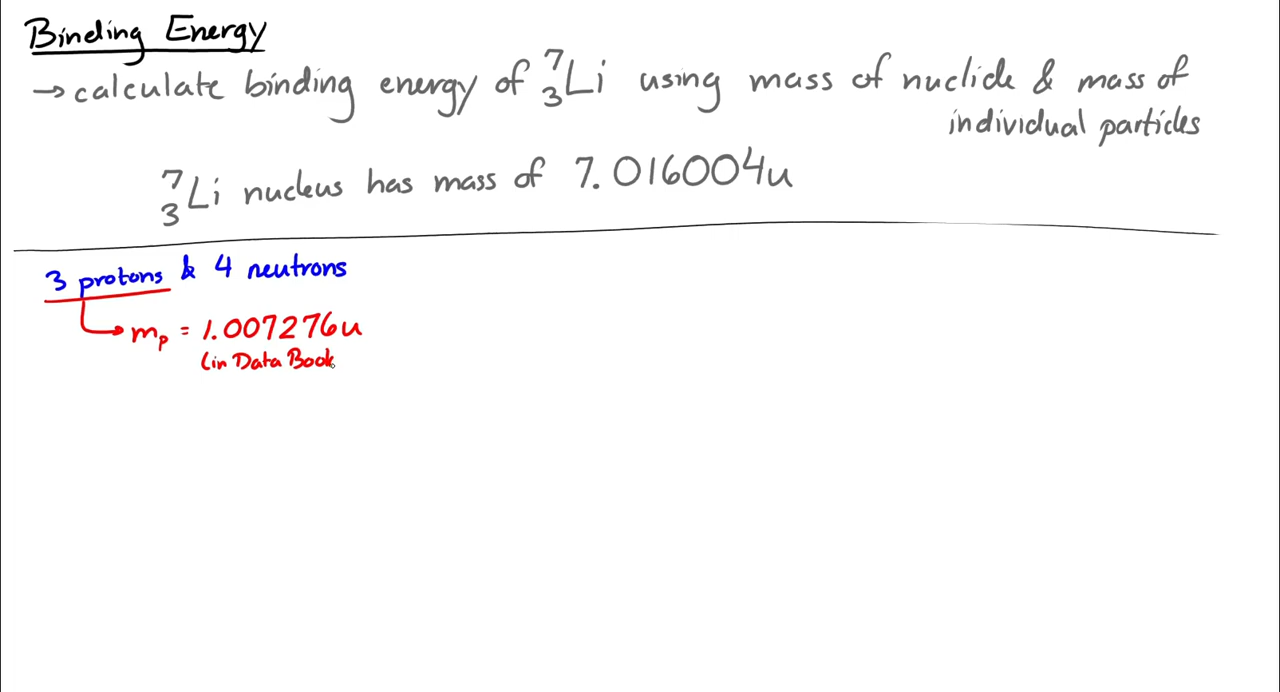 Binding Energy
→ calculate binding energy of ⁷₃Li using mass of nuclide & mass of
individual particles
⁷₃Li nucleus has mass of 7.016004u
3 protons & 4 neutrons
mₚ = 1.007276u
(in Data Book